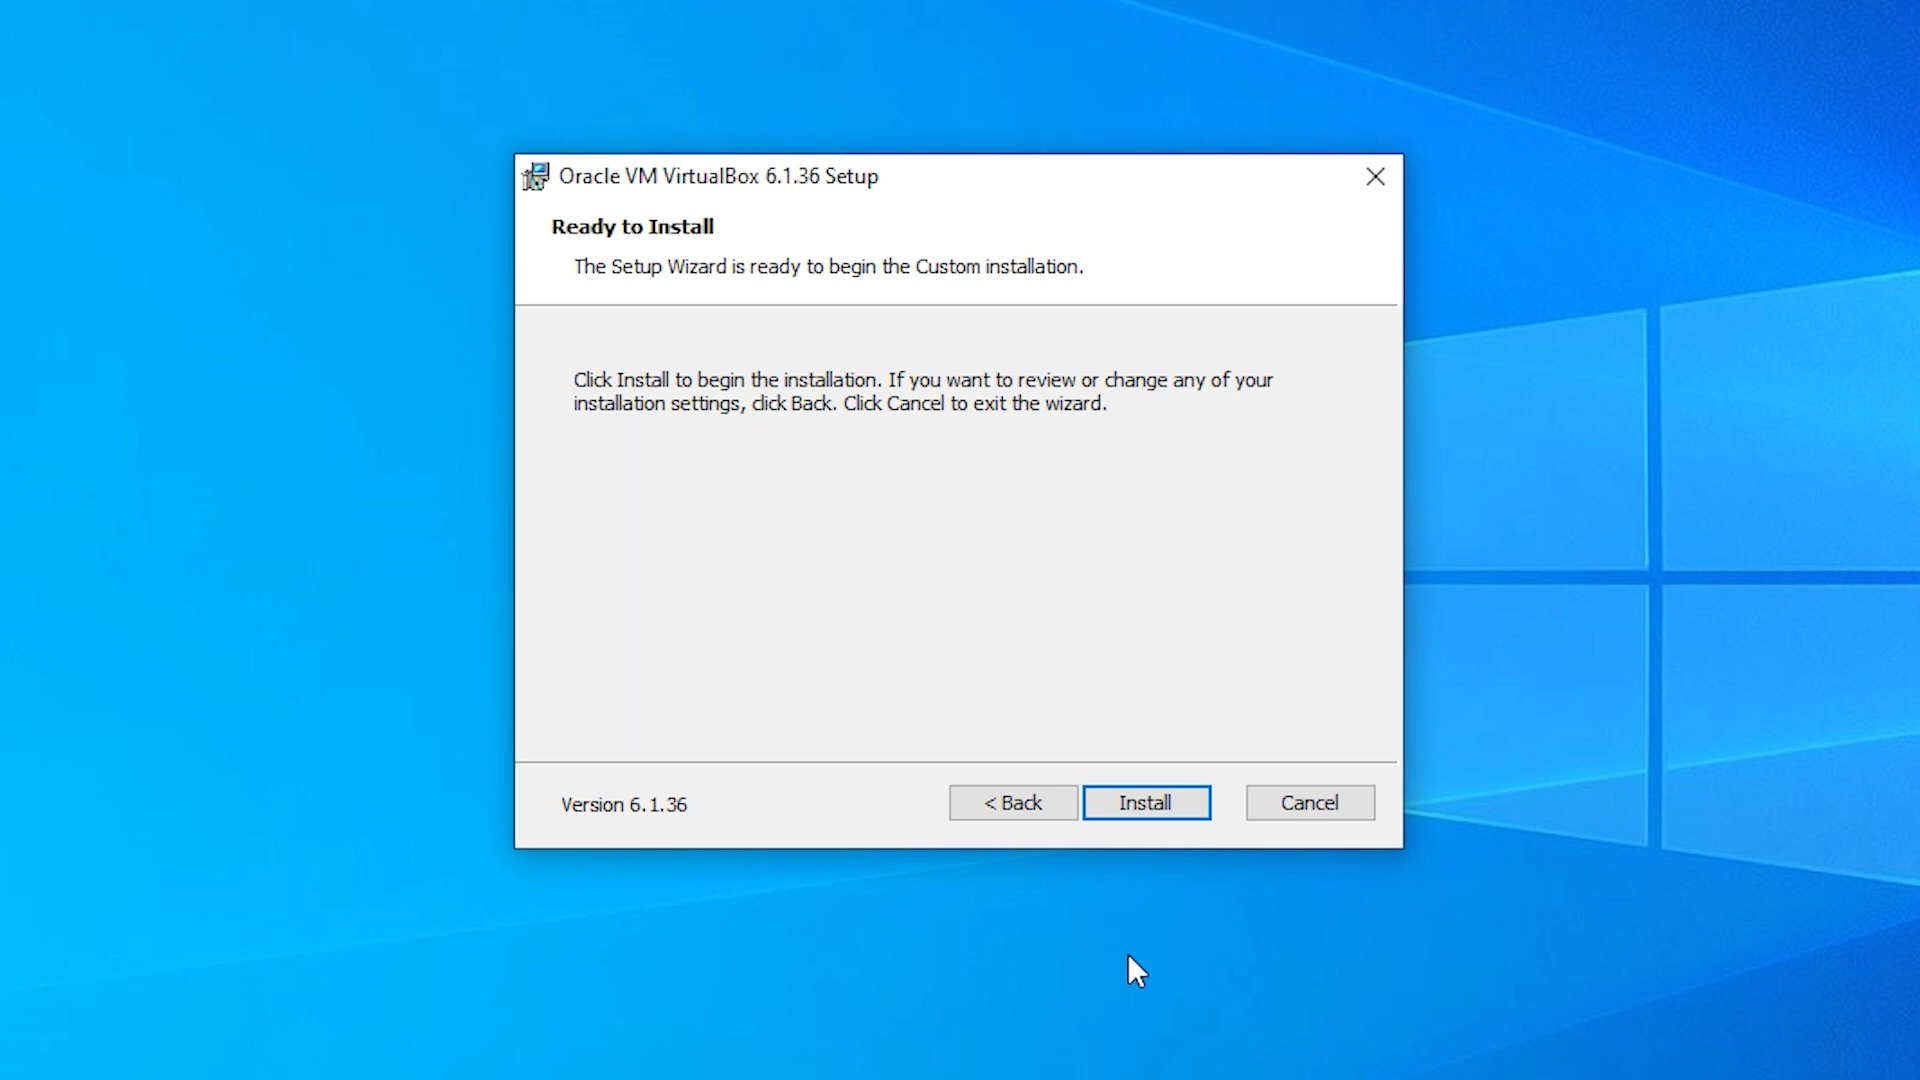 Oracle VM VirtualBox 6.1.36 Setup
Ready to Install
The Setup Wizard is ready to begin the Custom installation.
Click Install to begin the installation. If you want to review or change any of your
installation settings, click Back. Click Cancel to exit the wizard.
Version 6.1.36
< Back
Install
Cancel